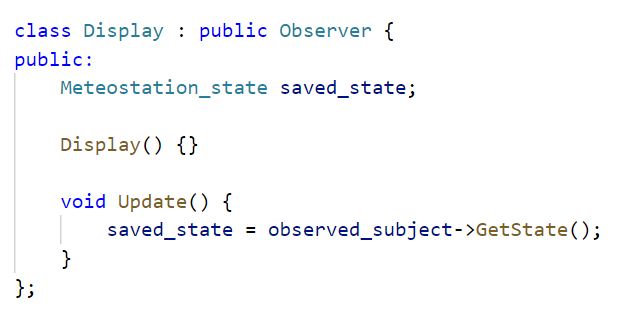 class Display : public Observer {
public:
    Meteostation_state saved_state;

    Display() {}

    void Update() {
        saved_state = observed_subject->GetState();
    }
};